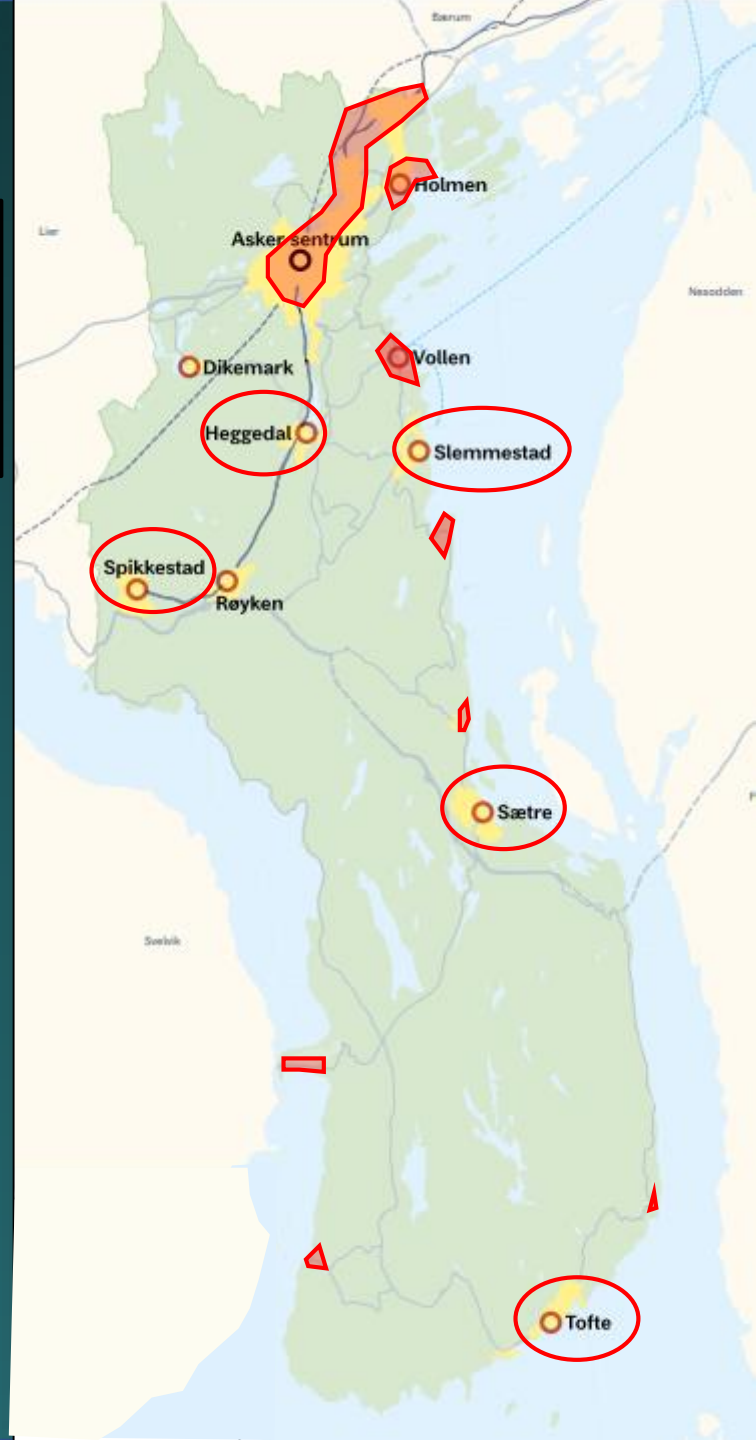 Bærum
Holmen
Lier
Asker sentrum
Nesodden
Vollen
Dikemark
Heggedal
Slemmestad
Spikkestad
Røyken
Sætre
Svelvik
Tofte